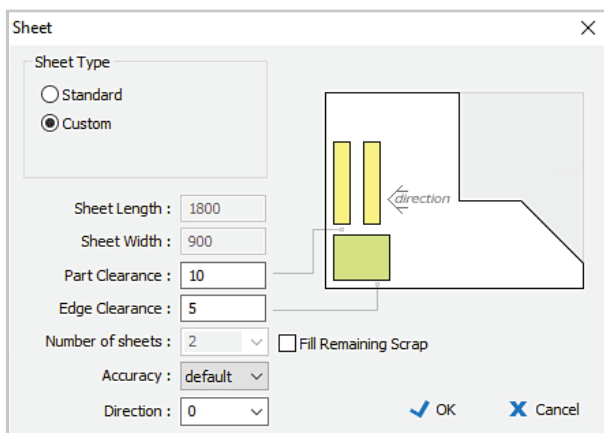 Sheet
Sheet Type
Standard
Custom
direction
Sheet Length : 1800
Sheet Width : 900
Part Clearance : 10
Edge Clearance : 5
Number of sheets : 2 Fill Remaining Scrap
Accuracy : default
Direction : 0
OK Cancel